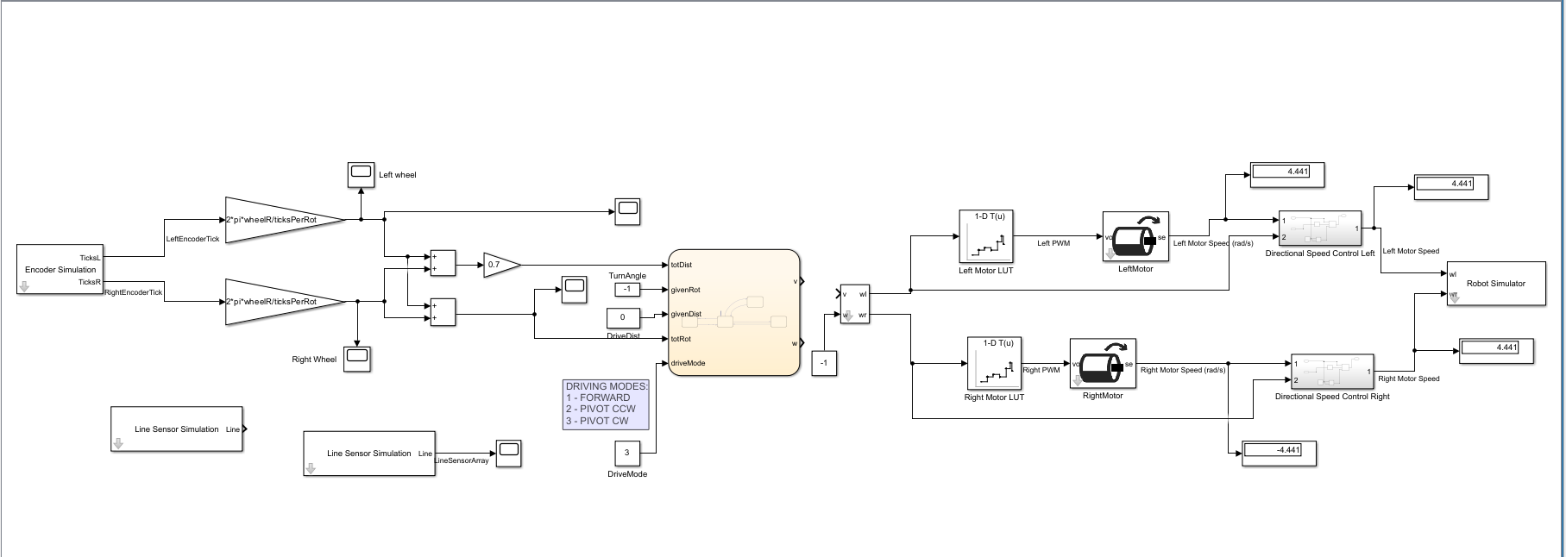 Left wheel
4.441
4.441
2*pi*wheelR/ticksPerRot
LeftEncoderTick
TicksL
Encoder Simulation
TicksR
RightEncoderTick
2*pi*wheelR/ticksPerRot
Right Wheel
+
+
0.7
+
+
TurnAngle
-1
0
DriveDist
totDist
givenRot
givenDist
totRot
driveMode
v
w
DRIVING MODES:
1 - FORWARD
2 - PIVOT CCW
3 - PIVOT CW
3
DriveMode
Line Sensor Simulation
Line
Line Sensor Simulation
Line
LineSensorArray
v
wl
w
wr
-1
1-D T(u)
Left Motor LUT
Left PWM
se
LeftMotor
Left Motor Speed (rad/s)
1
2
1
Directional Speed Control Left
Left Motor Speed
wl
Robot Simulator
4.441
1-D T(u)
Right Motor LUT
Right PWM
se
RightMotor
Right Motor Speed (rad/s)
1
2
1
Directional Speed Control Right
Right Motor Speed
-4.441